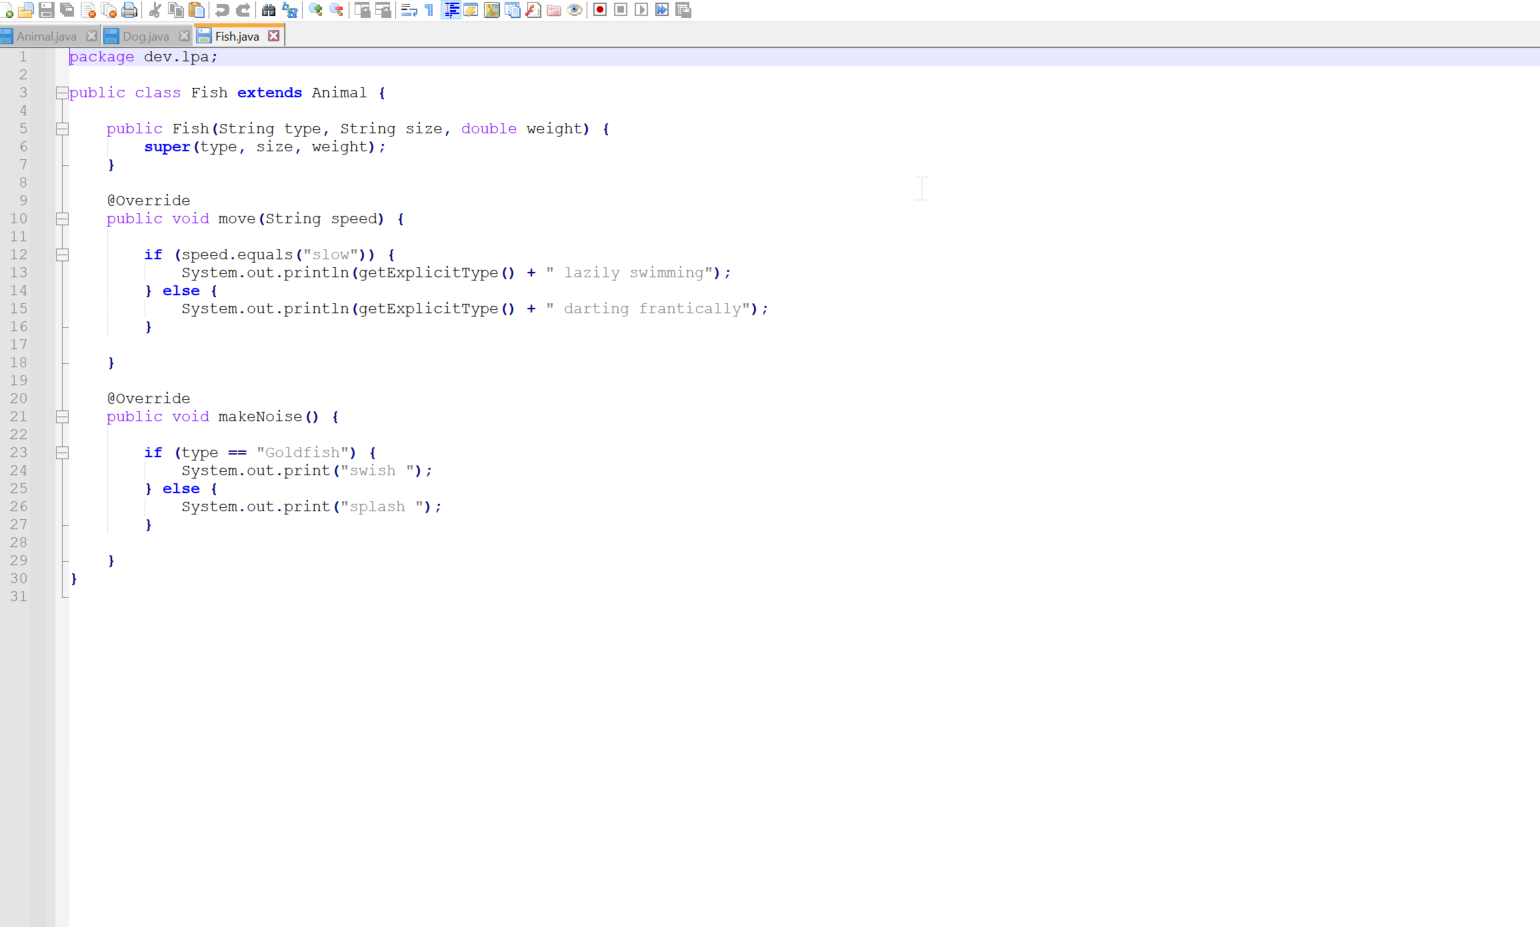 Animal.java Dog.java Fish.java
1 package dev.lpa;
2
3 public class Fish extends Animal {
4
5 public Fish(String type, String size, double weight) {
6 super(type, size, weight);
7 }
8
9 @Override
10 public void move(String speed) {
11
12 if (speed.equals("slow")) {
13 System.out.println(getExplicitType() + " lazily swimming");
14 } else {
15 System.out.println(getExplicitType() + " darting frantically");
16 }
17
18 }
19
20 @Override
21 public void makeNoise() {
22
23 if (type == "Goldfish") {
24 System.out.print("swish ");
25 } else {
26 System.out.print("splash ");
27 }
28
29 }
30 }
31